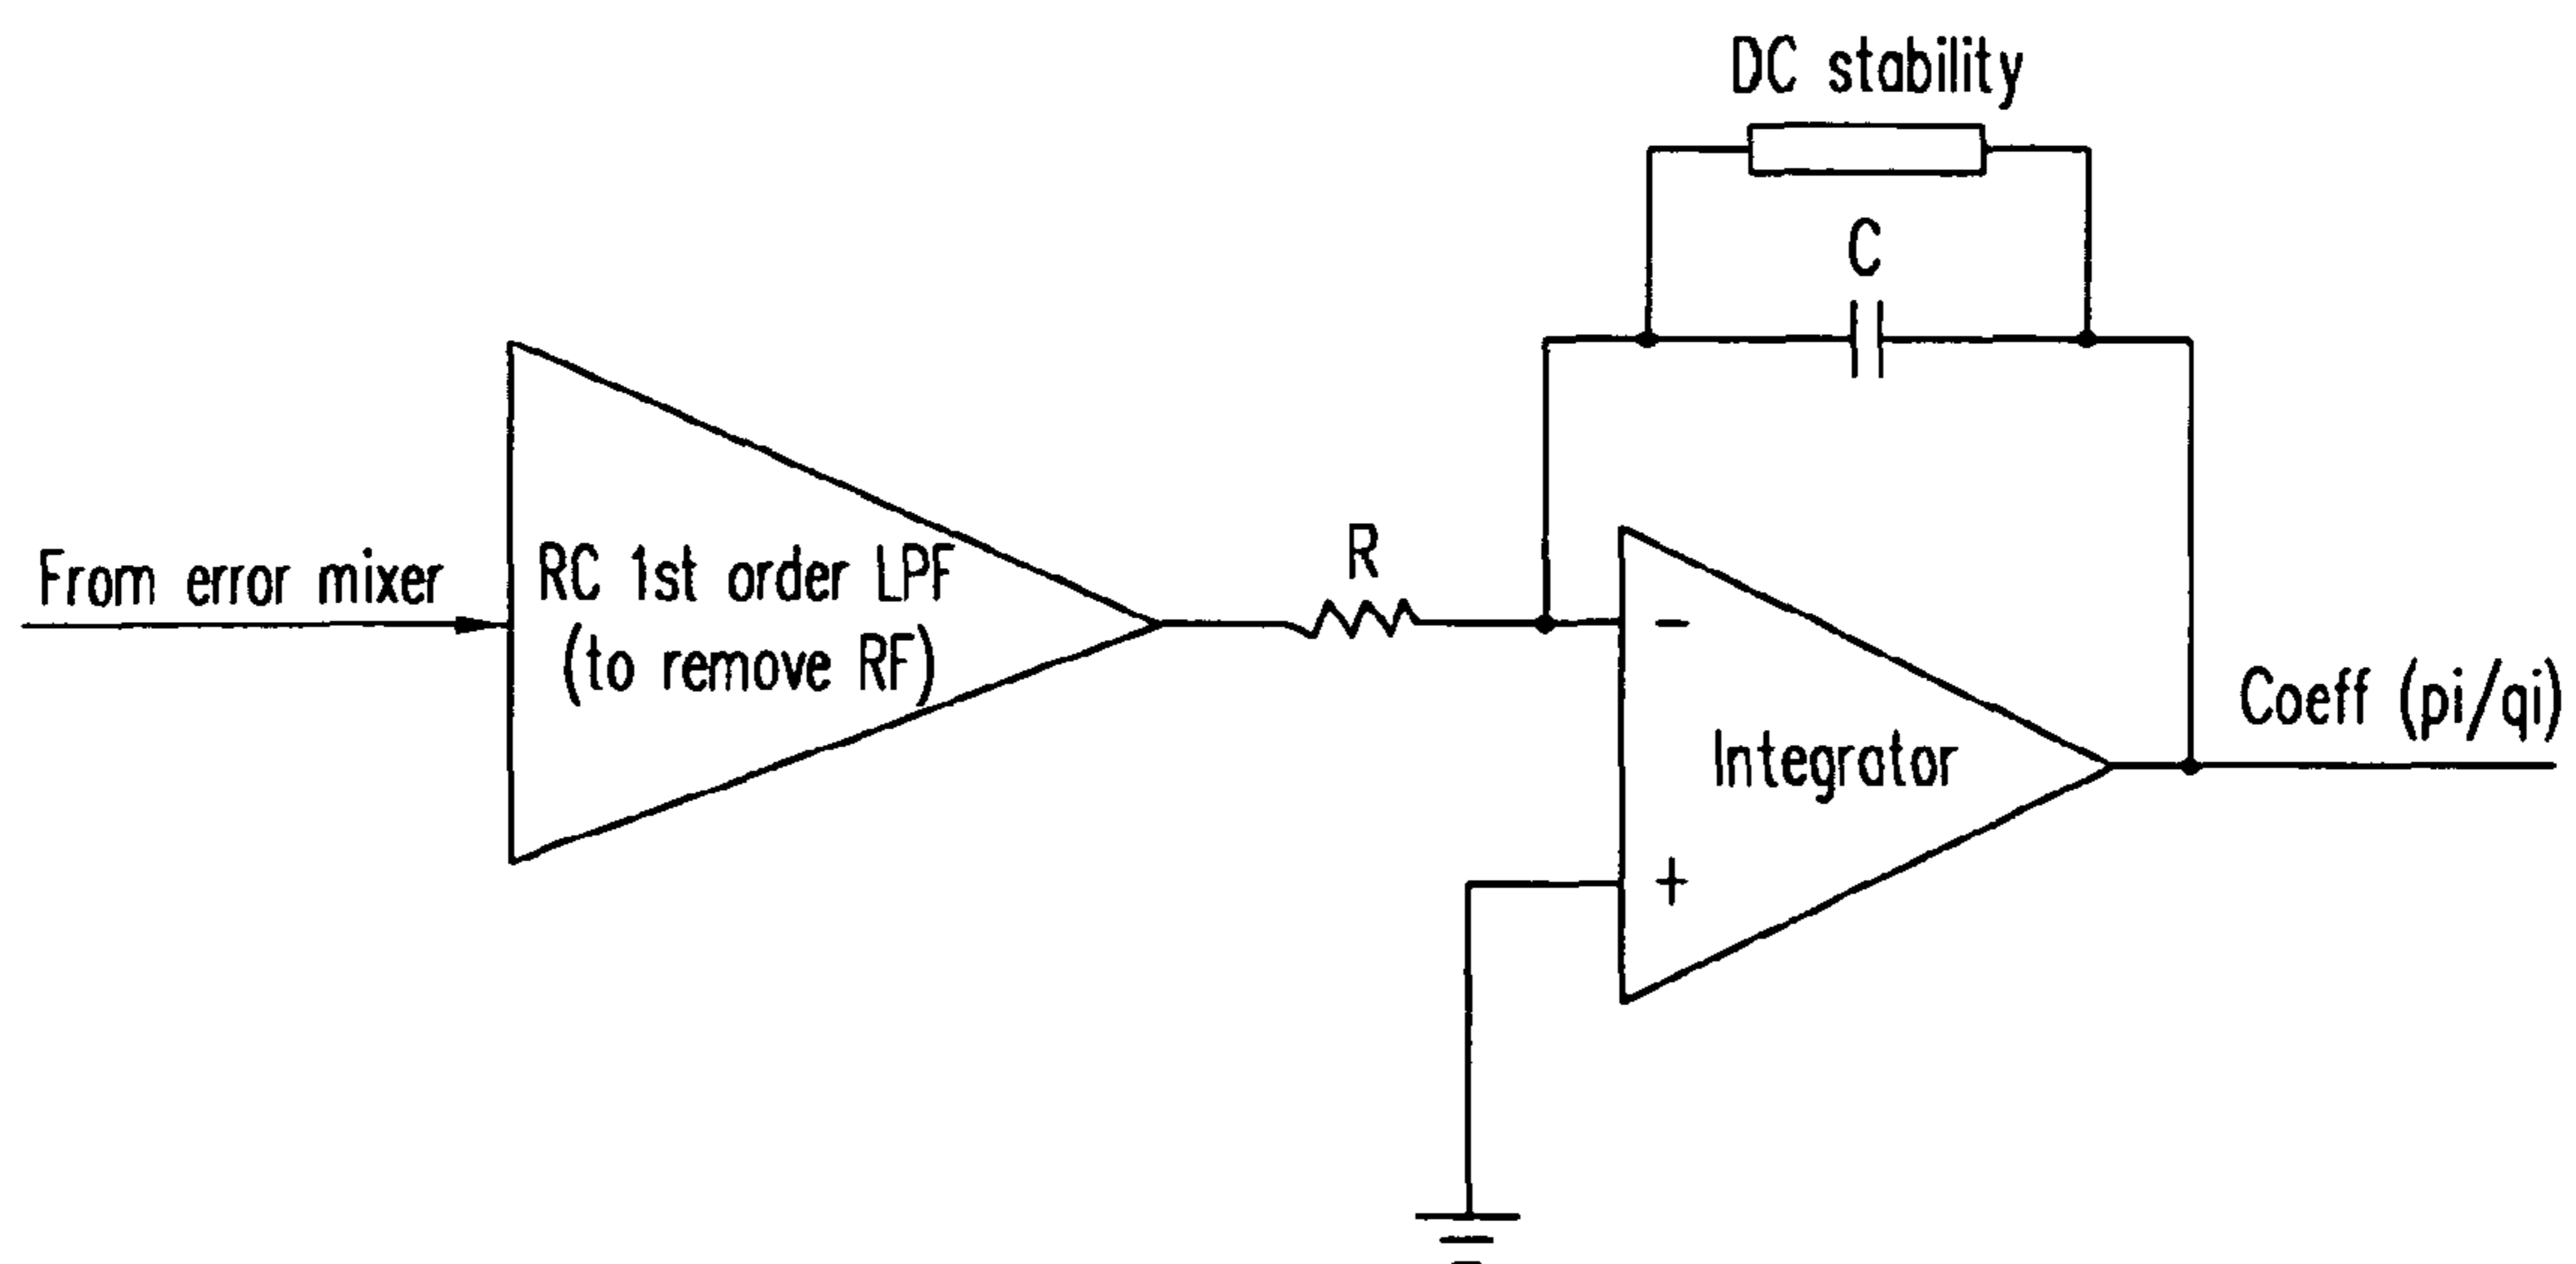 DC stability
C
From error mixer
RC 1st order LPF
(to remove RF)
R
-
Integrator
+
Coeff (pi/qi)